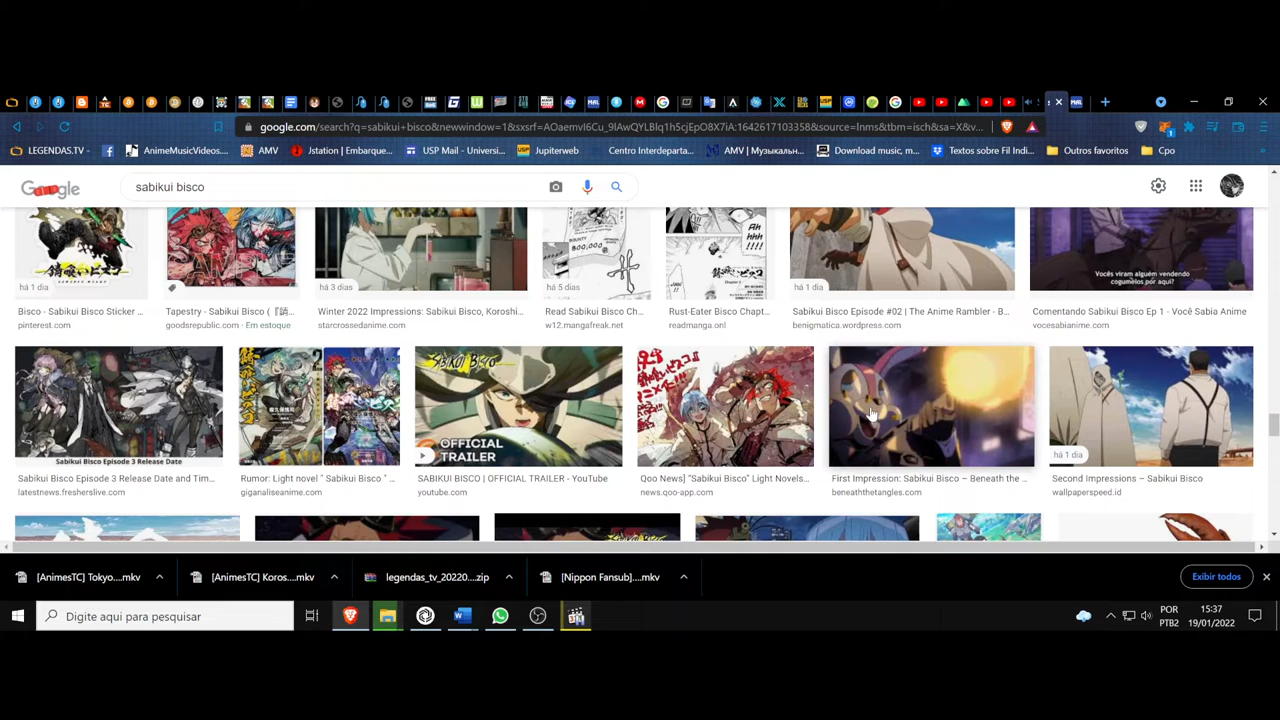 google.com/search?q=sabikui+bisco&newwindow=1&sxsrf=AOaemvI6Cu_9IAwQYLBIq1h5cjEpO8X7iA:1642617103358&source=lnms&tbm=isch&sa=X&v...
LEGENDAS.TV AnimeMusicVideos... AMV Jstation | Embarque... USP Mail - Universi... Jupiterweb Centro Interdeparta... AMV | Музыкальн... Download music, m... Textos sobre Fil Indi... Outros favoritos Cpo
Google sabikui bisco
BOUNTY
800,000
Ahh
Você viram alguém vendendo
cogumelos por aqui?
há 1 dia há 3 dias há 5 dias há 1 dia
Bisco - Sabikui Bisco Sticker ... Tapestry - Sabikui Bisco (『錆... Winter 2022 Impressions: Sabikui Bisco, Koroshi... Read Sabikui Bisco Ch... Rust-Eater Bisco Chapt... Sabikui Bisco Episode #02 | The Anime Rambler - B... Comentando Sabikui Bisco Ep 1 - Você Sabia Anime
pinterest.com goodsrepublic.com · Em estoque starcrossedanime.com w12.mangafreak.net readmanga.onl benigmatica.wordpress.com vocesabianime.com
SABIKUI BISCO
OFFICIAL
TRAILER
há 1 dia
Sabikui Bisco Episode 3 Release Date
Sabikui Bisco Episode 3 Release Date and Tim... Rumor: Light novel " Sabikui Bisco " ... SABIKUI BISCO | OFFICIAL TRAILER - YouTube Qoo News] "Sabikui Bisco" Light Novels... First Impression: Sabikui Bisco – Beneath the ... Second Impressions – Sabikui Bisco
latestnews.fresherslive.com giganaliseanime.com youtube.com news.qoo-app.com beneaththetangles.com wallpaperspeed.id
[AnimesTC] Tokyo....mkv [AnimesTC] Koros....mkv legendas_tv_20220....zip [Nippon Fansub]....mkv Exibir todos
Digite aqui para pesquisar POR 15:37
PTB2 19/01/2022